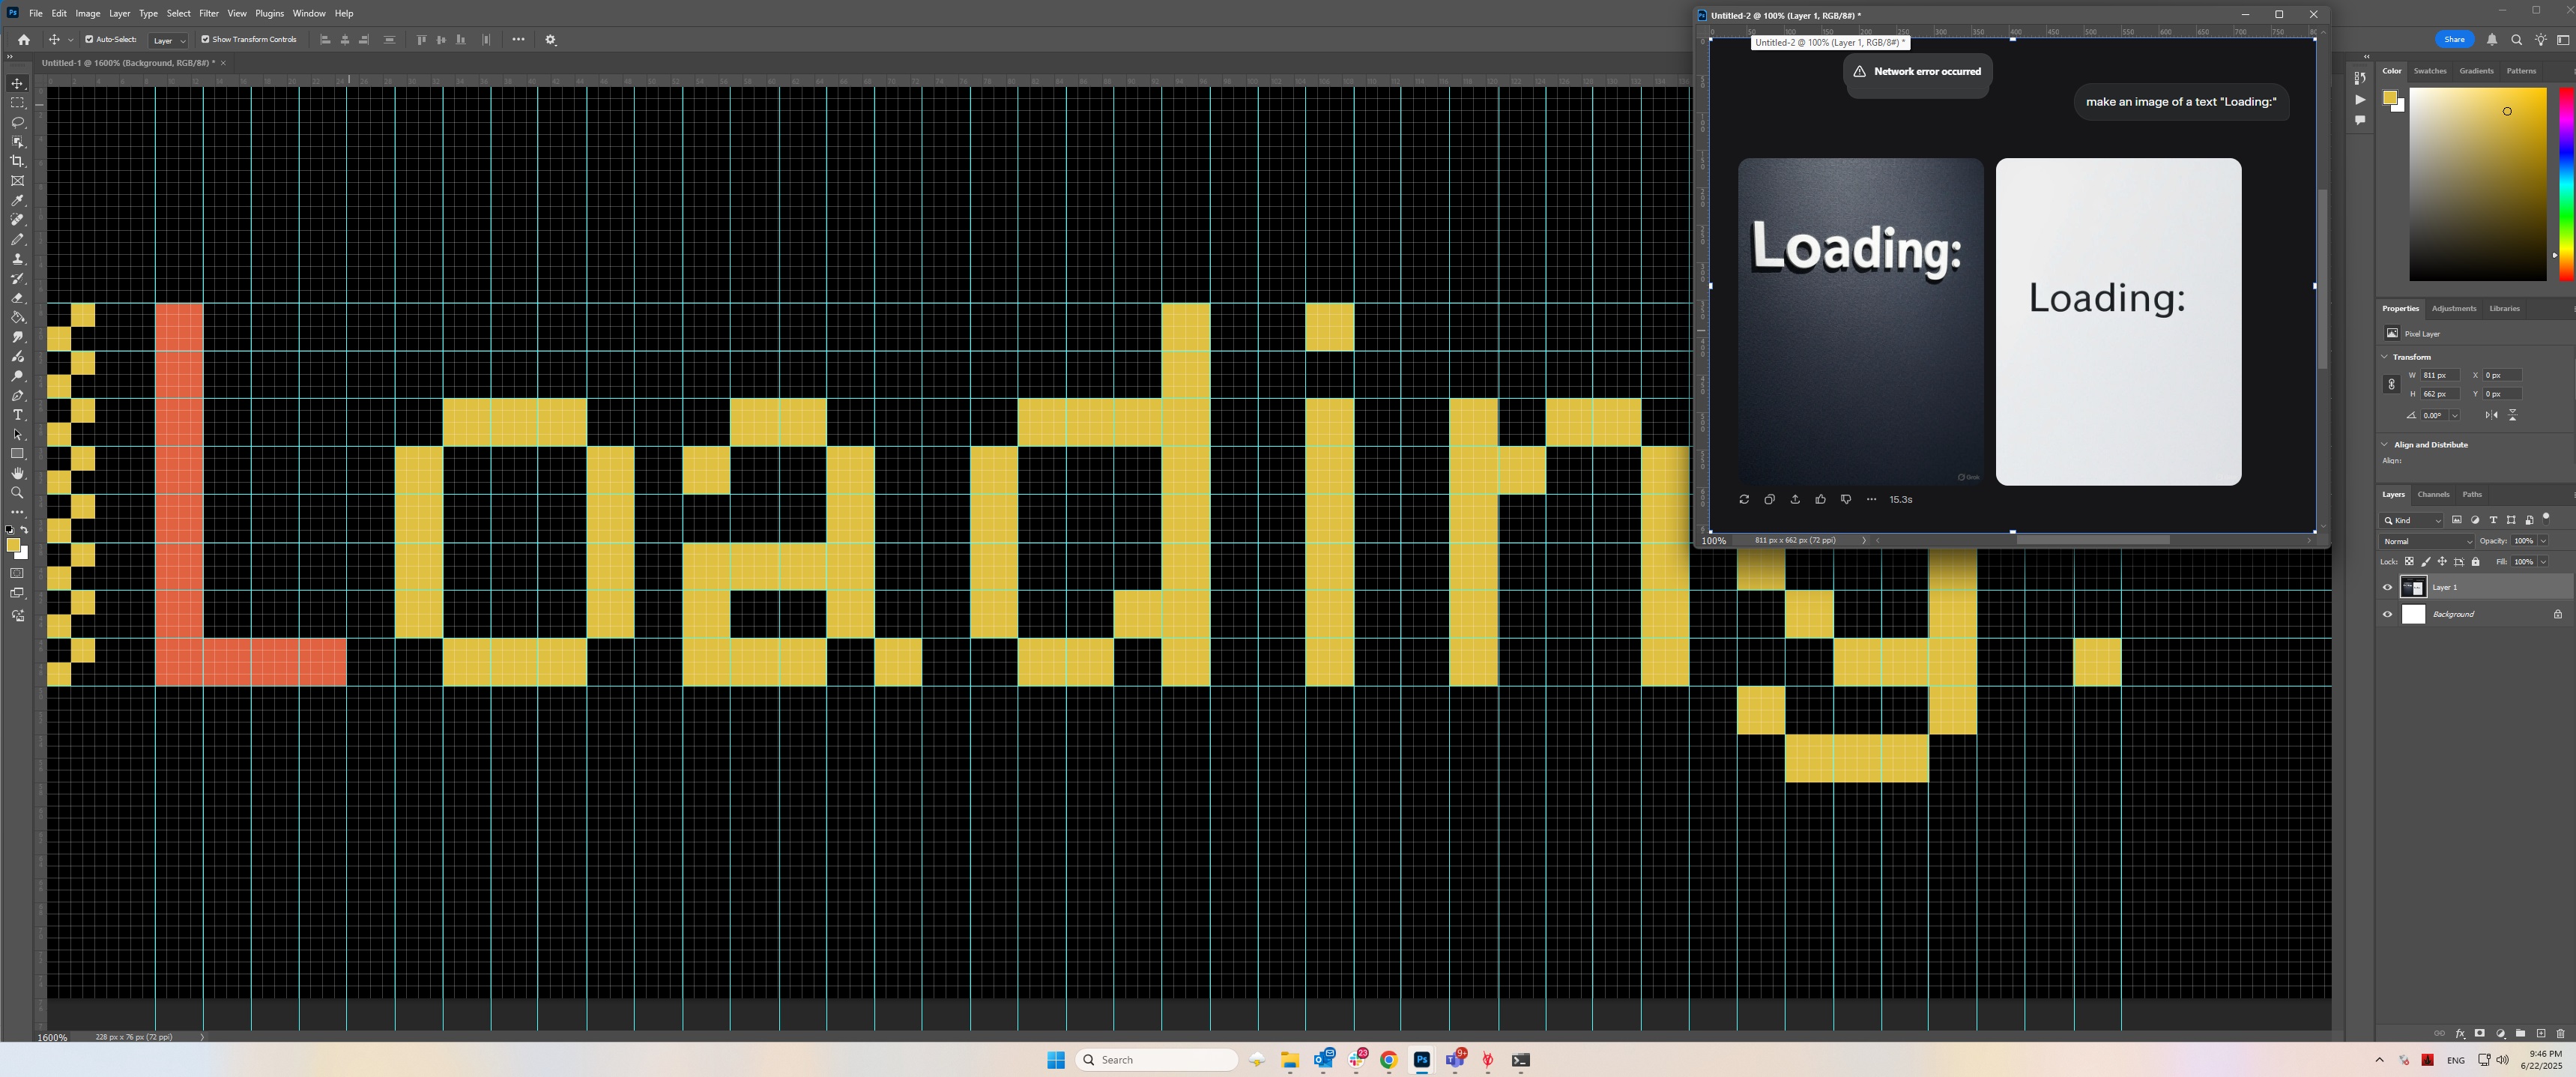 File Edit Image Layer Type Select Filter View Plugins Window Help
Auto-Select: Layer Show Transform Controls
Share
Untitled-1 @ 1600% (Background, RGB/8#) *
Loading:
1600% 228 px x 76 px (72 ppi)
Untitled-2 @ 100% (Layer 1, RGB/8#) *
Untitled-2 @ 100% (Layer 1, RGB/8#) *
Network error occurred
make an image of a text "Loading:"
Loading:
Grok
Loading:
15.3s
100% 811 px x 662 px (72 ppi)
Color Swatches Gradients Patterns
Properties Adjustments Libraries
Pixel Layer
Transform
W 811 px X 0 px
H 662 px Y 0 px
0.00°
Align and Distribute
Align:
Layers Channels Paths
Kind
Normal Opacity: 100%
Lock: Fill: 100%
Layer 1
Background
Search
23
9+
ENG
9:46 PM
6/22/2025